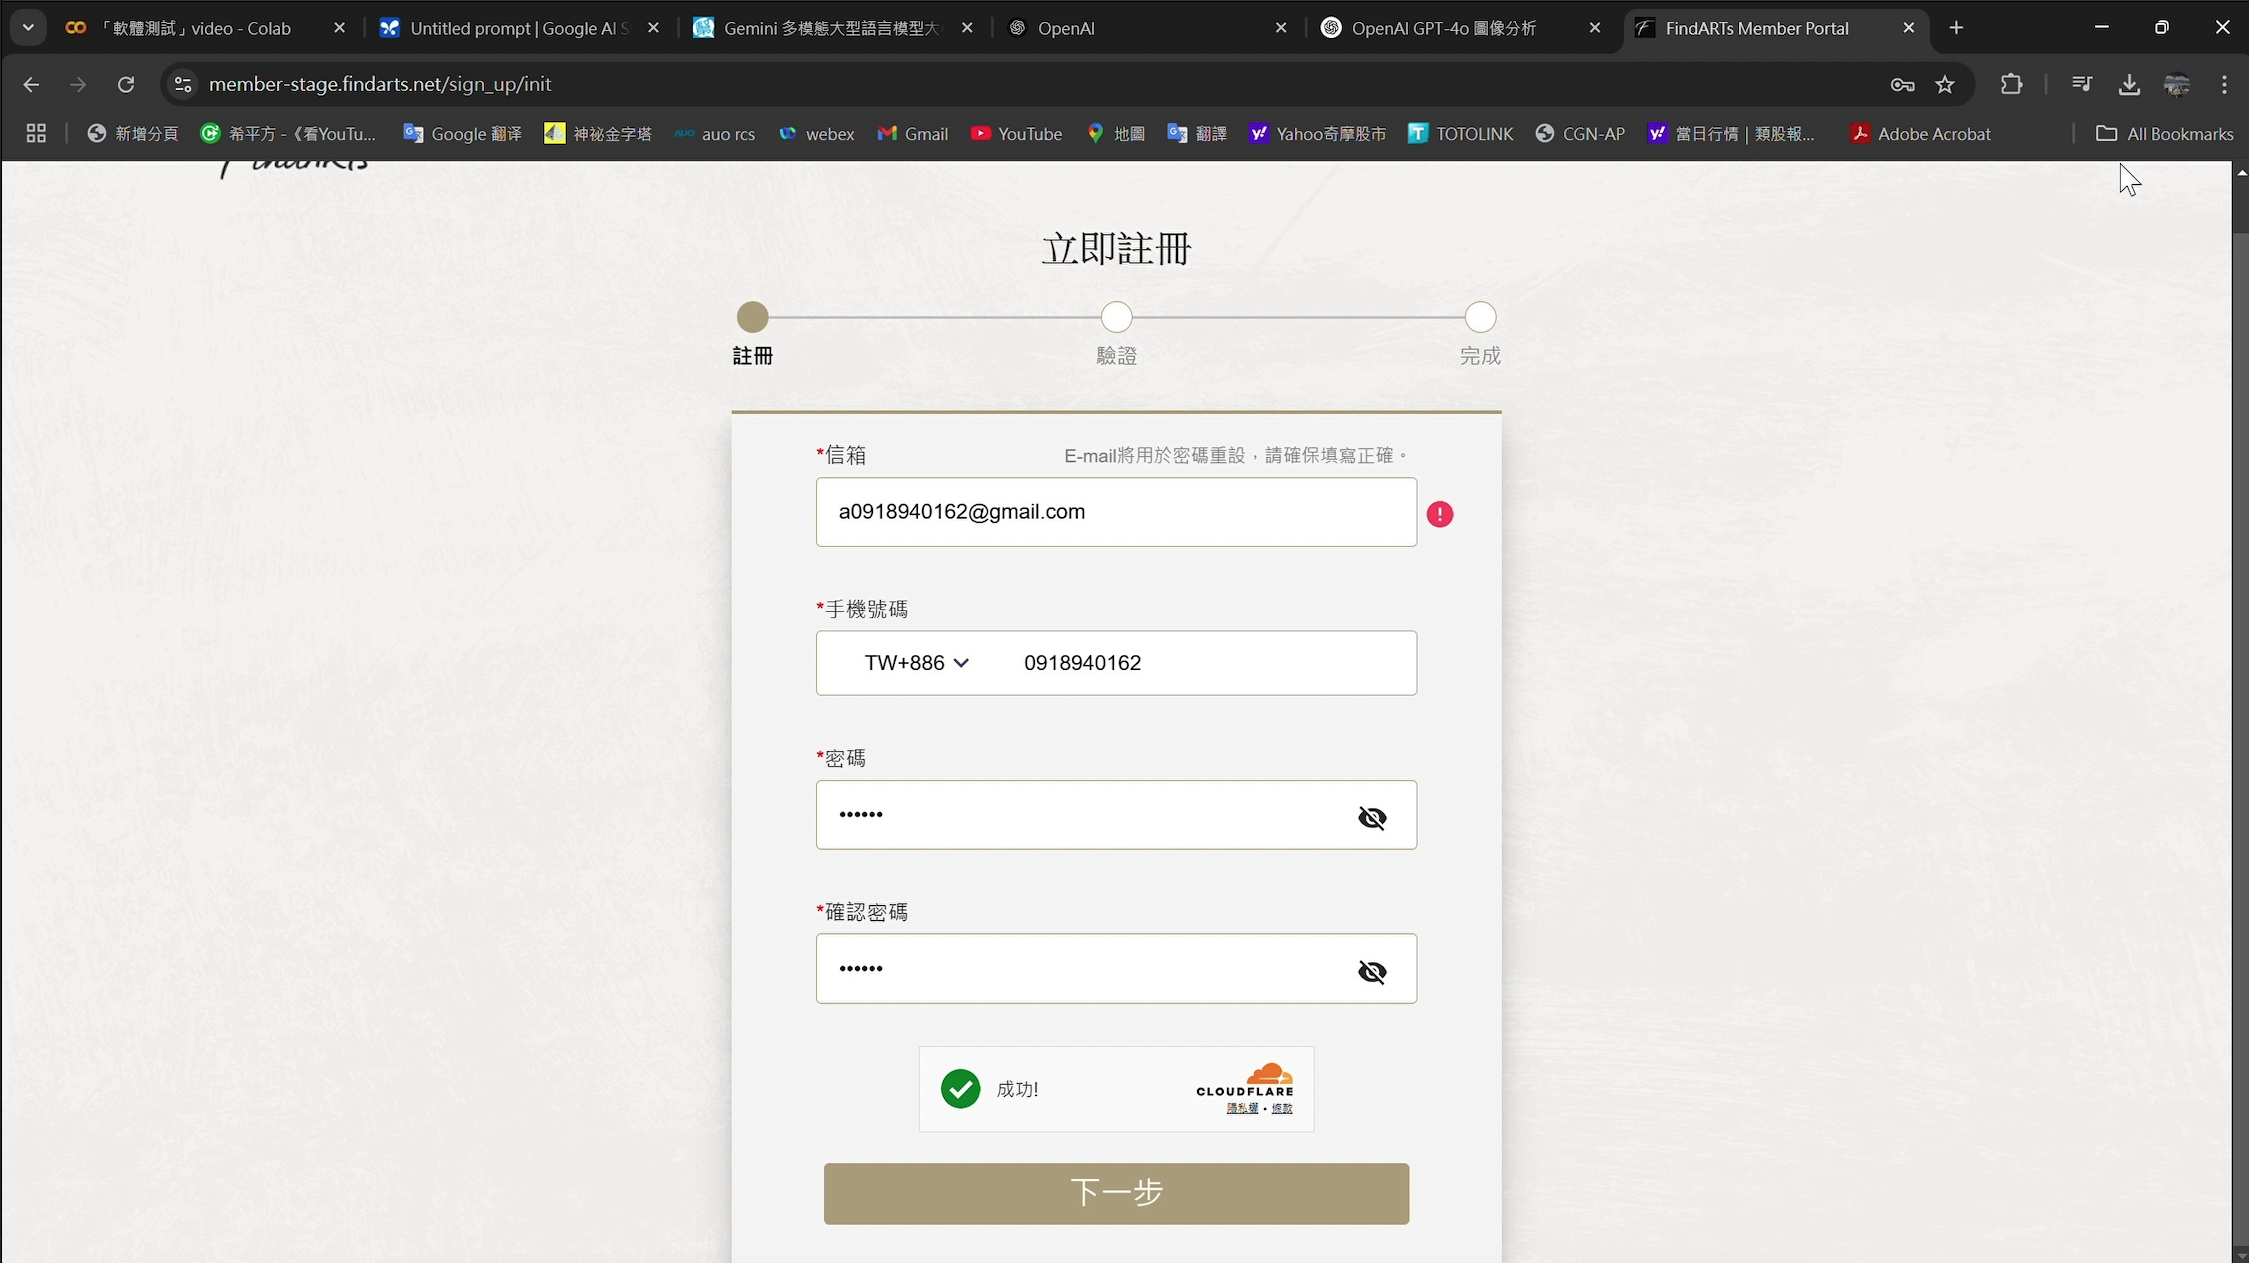 「軟體測試」video - Colab
Untitled prompt | Google AI S
Gemini 多模態大型語言模型大
OpenAI
OpenAI GPT-4o 圖像分析
FindARTs Member Portal
member-stage.findarts.net/sign_up/init
新增分頁
希平方 -《看YouTu...
Google 翻译
神祕金字塔
AUO auo rcs
webex
Gmail
YouTube
地圖
翻譯
Yahoo奇摩股市
TOTOLINK
CGN-AP
當日行情 | 類股報...
Adobe Acrobat
All Bookmarks
立即註冊
註冊
驗證
完成
*信箱
E-mail將用於密碼重設，請確保填寫正確。
a0918940162@gmail.com
*手機號碼
TW+886
0918940162
*密碼
••••••
*確認密碼
••••••
成功!
CLOUDFLARE
隱私權 • 條款
下一步